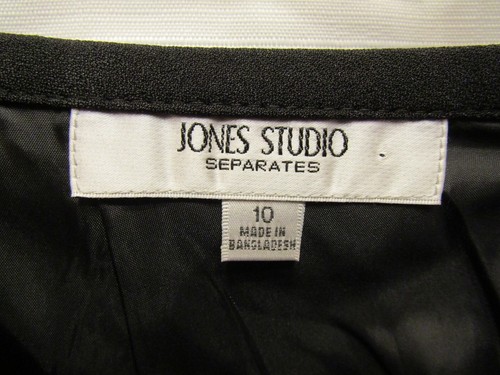 JONES STUDIO
SEPARATES
10
MADE IN
BANGLADESH